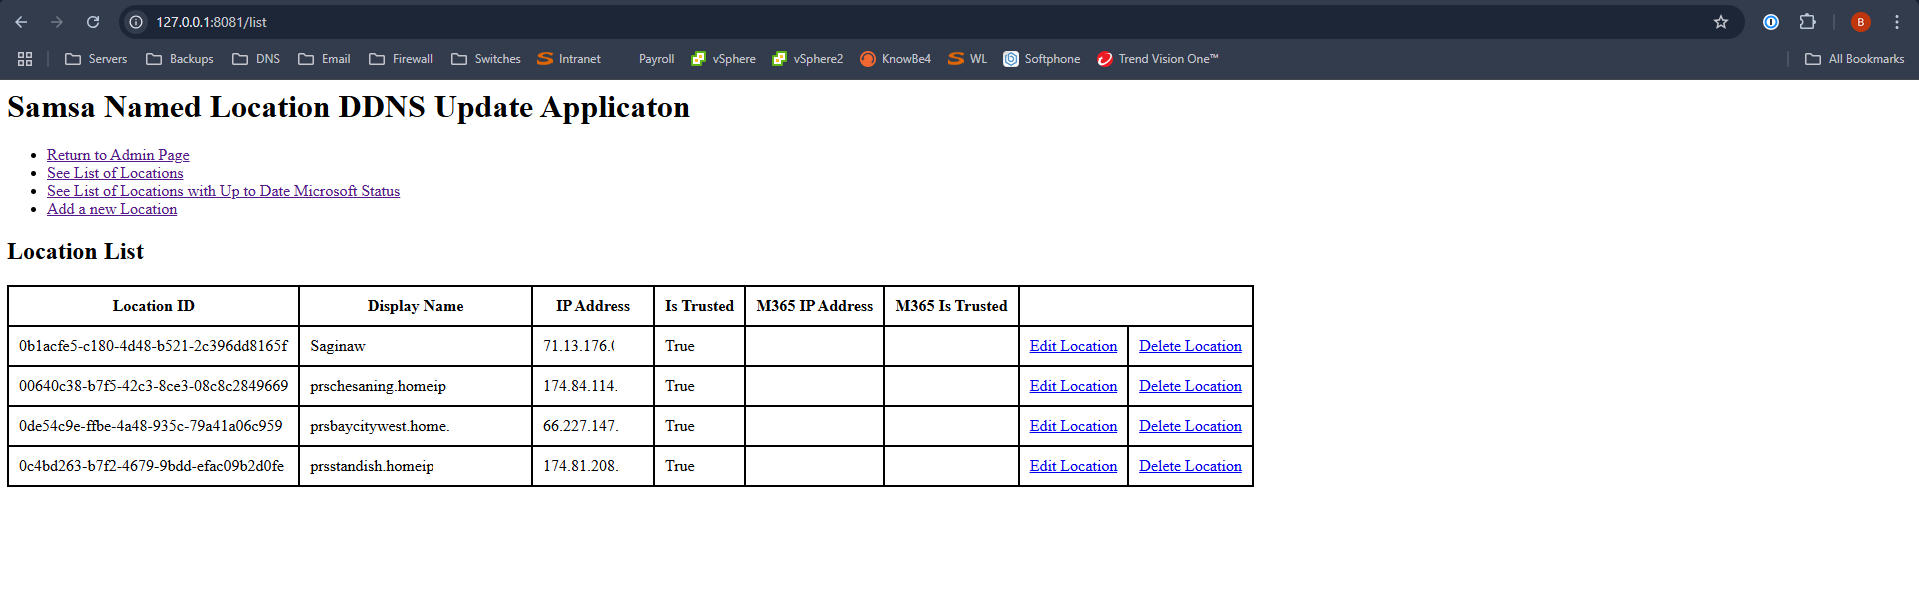 127.0.0.1:8081/list
B
Servers Backups DNS Email Firewall Switches Intranet Payroll vSphere vSphere2 KnowBe4 WL Softphone Trend Vision One™ All Bookmarks
Samsa Named Location DDNS Update Applicaton
Return to Admin Page
See List of Locations
See List of Locations with Up to Date Microsoft Status
Add a new Location
Location List
Location ID Display Name IP Address Is Trusted M365 IP Address M365 Is Trusted
0b1acfe5-c180-4d48-b521-2c396dd8165f Saginaw 71.13.176. True Edit Location Delete Location
00640c38-b7f5-42c3-8ce3-08c8c2849669 prschesaning.homeip 174.84.114. True Edit Location Delete Location
0de54c9e-ffbe-4a48-935c-79a41a06c959 prsbaycitywest.home. 66.227.147. True Edit Location Delete Location
0c4bd263-b7f2-4679-9bdd-efac09b2d0fe prsstandish.homeip 174.81.208. True Edit Location Delete Location